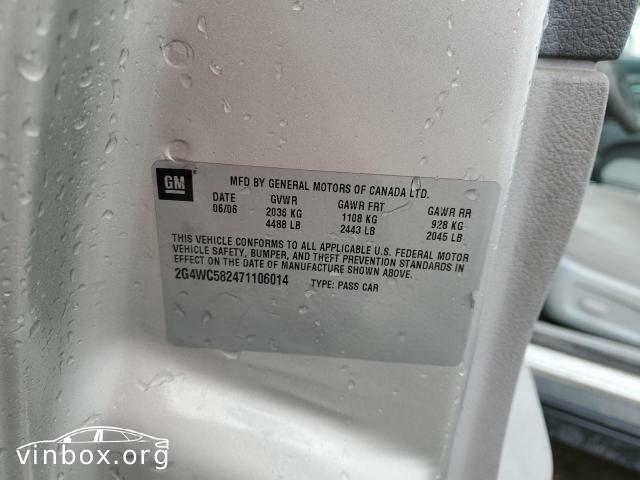 GM
MFD BY GENERAL MOTORS OF CANADA LTD.
DATE GVWR GAWR FRT GAWR RR
06/06 2036 KG 1108 KG 928 KG
4488 LB 2443 LB 2045 LB
THIS VEHICLE CONFORMS TO ALL APPLICABLE U.S. FEDERAL MOTOR
VEHICLE SAFETY, BUMPER, AND THEFT PREVENTION STANDARDS IN
EFFECT ON THE DATE OF MANUFACTURE SHOWN ABOVE.
2G4WC582471106014 TYPE: PASS CAR
vinbox.org